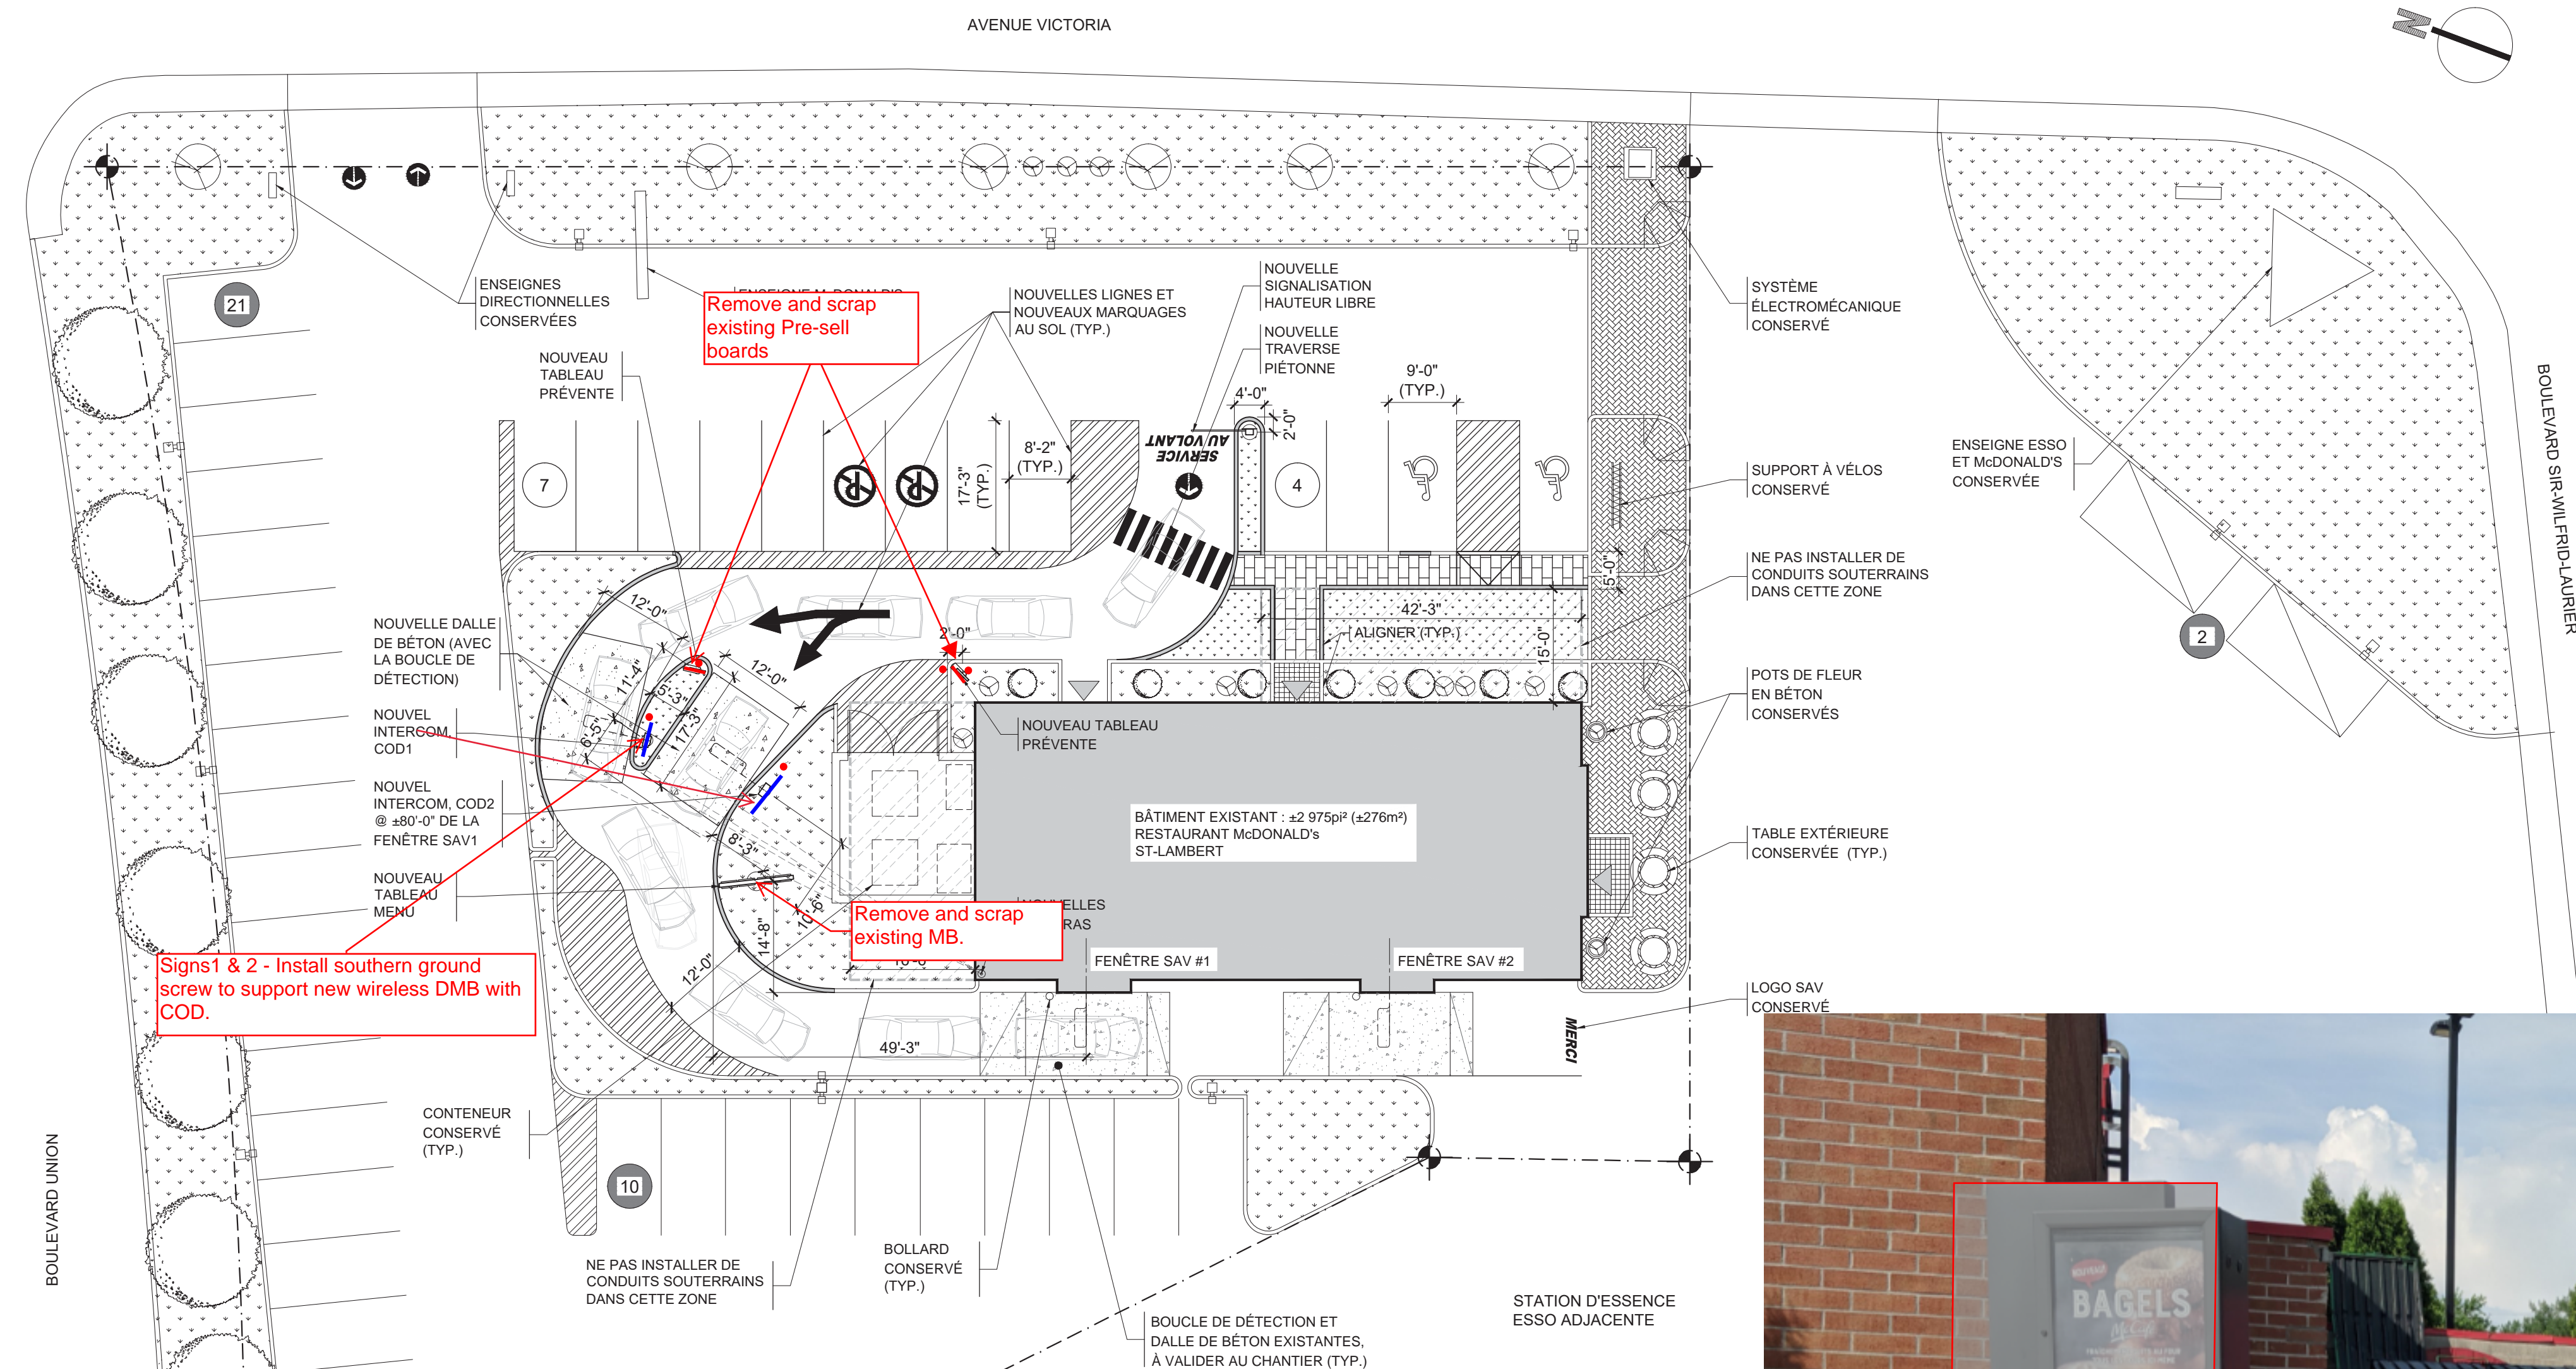 AVENUE VICTORIA
N
21
ENSEIGNES
DIRECTIONNELLES
CONSERVÉES
Remove and scrap
existing Pre-sell
boards
NOUVELLES LIGNES ET
NOUVEAUX MARQUAGES
AU SOL (TYP.)
NOUVELLE
SIGNALISATION
HAUTEUR LIBRE
NOUVELLE
TRAVERSE
PIÉTONNE
SYSTÈME
ÉLECTROMÉCANIQUE
CONSERVÉ
NOUVEAU
TABLEAU
PRÉVENTE
9'-0"
(TYP.)
4'-0"
2'-0"
8'-2"
(TYP.)
17'-3"
(TYP.)
SERVICE
AU VOLANT
7
4
ENSEIGNE ESSO
ET McDONALD'S
CONSERVÉE
BOULEVARD SIR-WILFRID-LAURIER
SUPPORT À VÉLOS
CONSERVÉ
NE PAS INSTALLER DE
CONDUITS SOUTERRAINS
DANS CETTE ZONE
5'-0"
42'-3"
ALIGNER (TYP.)
15'-0"
2
NOUVELLE DALLE
DE BÉTON (AVEC
LA BOUCLE DE
DÉTECTION)
12'-0"
11'-4"
5'-3"
12'-0"
2'-0"
17'-3"
6'-5"
POTS DE FLEUR
EN BÉTON
CONSERVÉS
NOUVEL
INTERCOM,
COD1
NOUVEAU TABLEAU
PRÉVENTE
NOUVEL
INTERCOM, COD2
@ ±80'-0" DE LA
FENÊTRE SAV1
BÂTIMENT EXISTANT : ±2 975pi² (±276m²)
RESTAURANT McDONALD's
ST-LAMBERT
TABLE EXTÉRIEURE
CONSERVÉE (TYP.)
8'-3"
NOUVEAU
TABLEAU
MENU
10'-6"
14'-8"
Remove and scrap
existing MB.
12'-0"
FENÊTRE SAV #1
FENÊTRE SAV #2
Signs1 & 2 - Install southern ground
screw to support new wireless DMB with
COD.
LOGO SAV
CONSERVÉ
MERCI
49'-3"
CONTENEUR
CONSERVÉ
(TYP.)
10
BOULEVARD UNION
NE PAS INSTALLER DE
CONDUITS SOUTERRAINS
DANS CETTE ZONE
BOLLARD
CONSERVÉ
(TYP.)
BOUCLE DE DÉTECTION ET
DALLE DE BÉTON EXISTANTES,
À VALIDER AU CHANTIER (TYP.)
STATION D'ESSENCE
ESSO ADJACENTE
BAGELS
McCafé